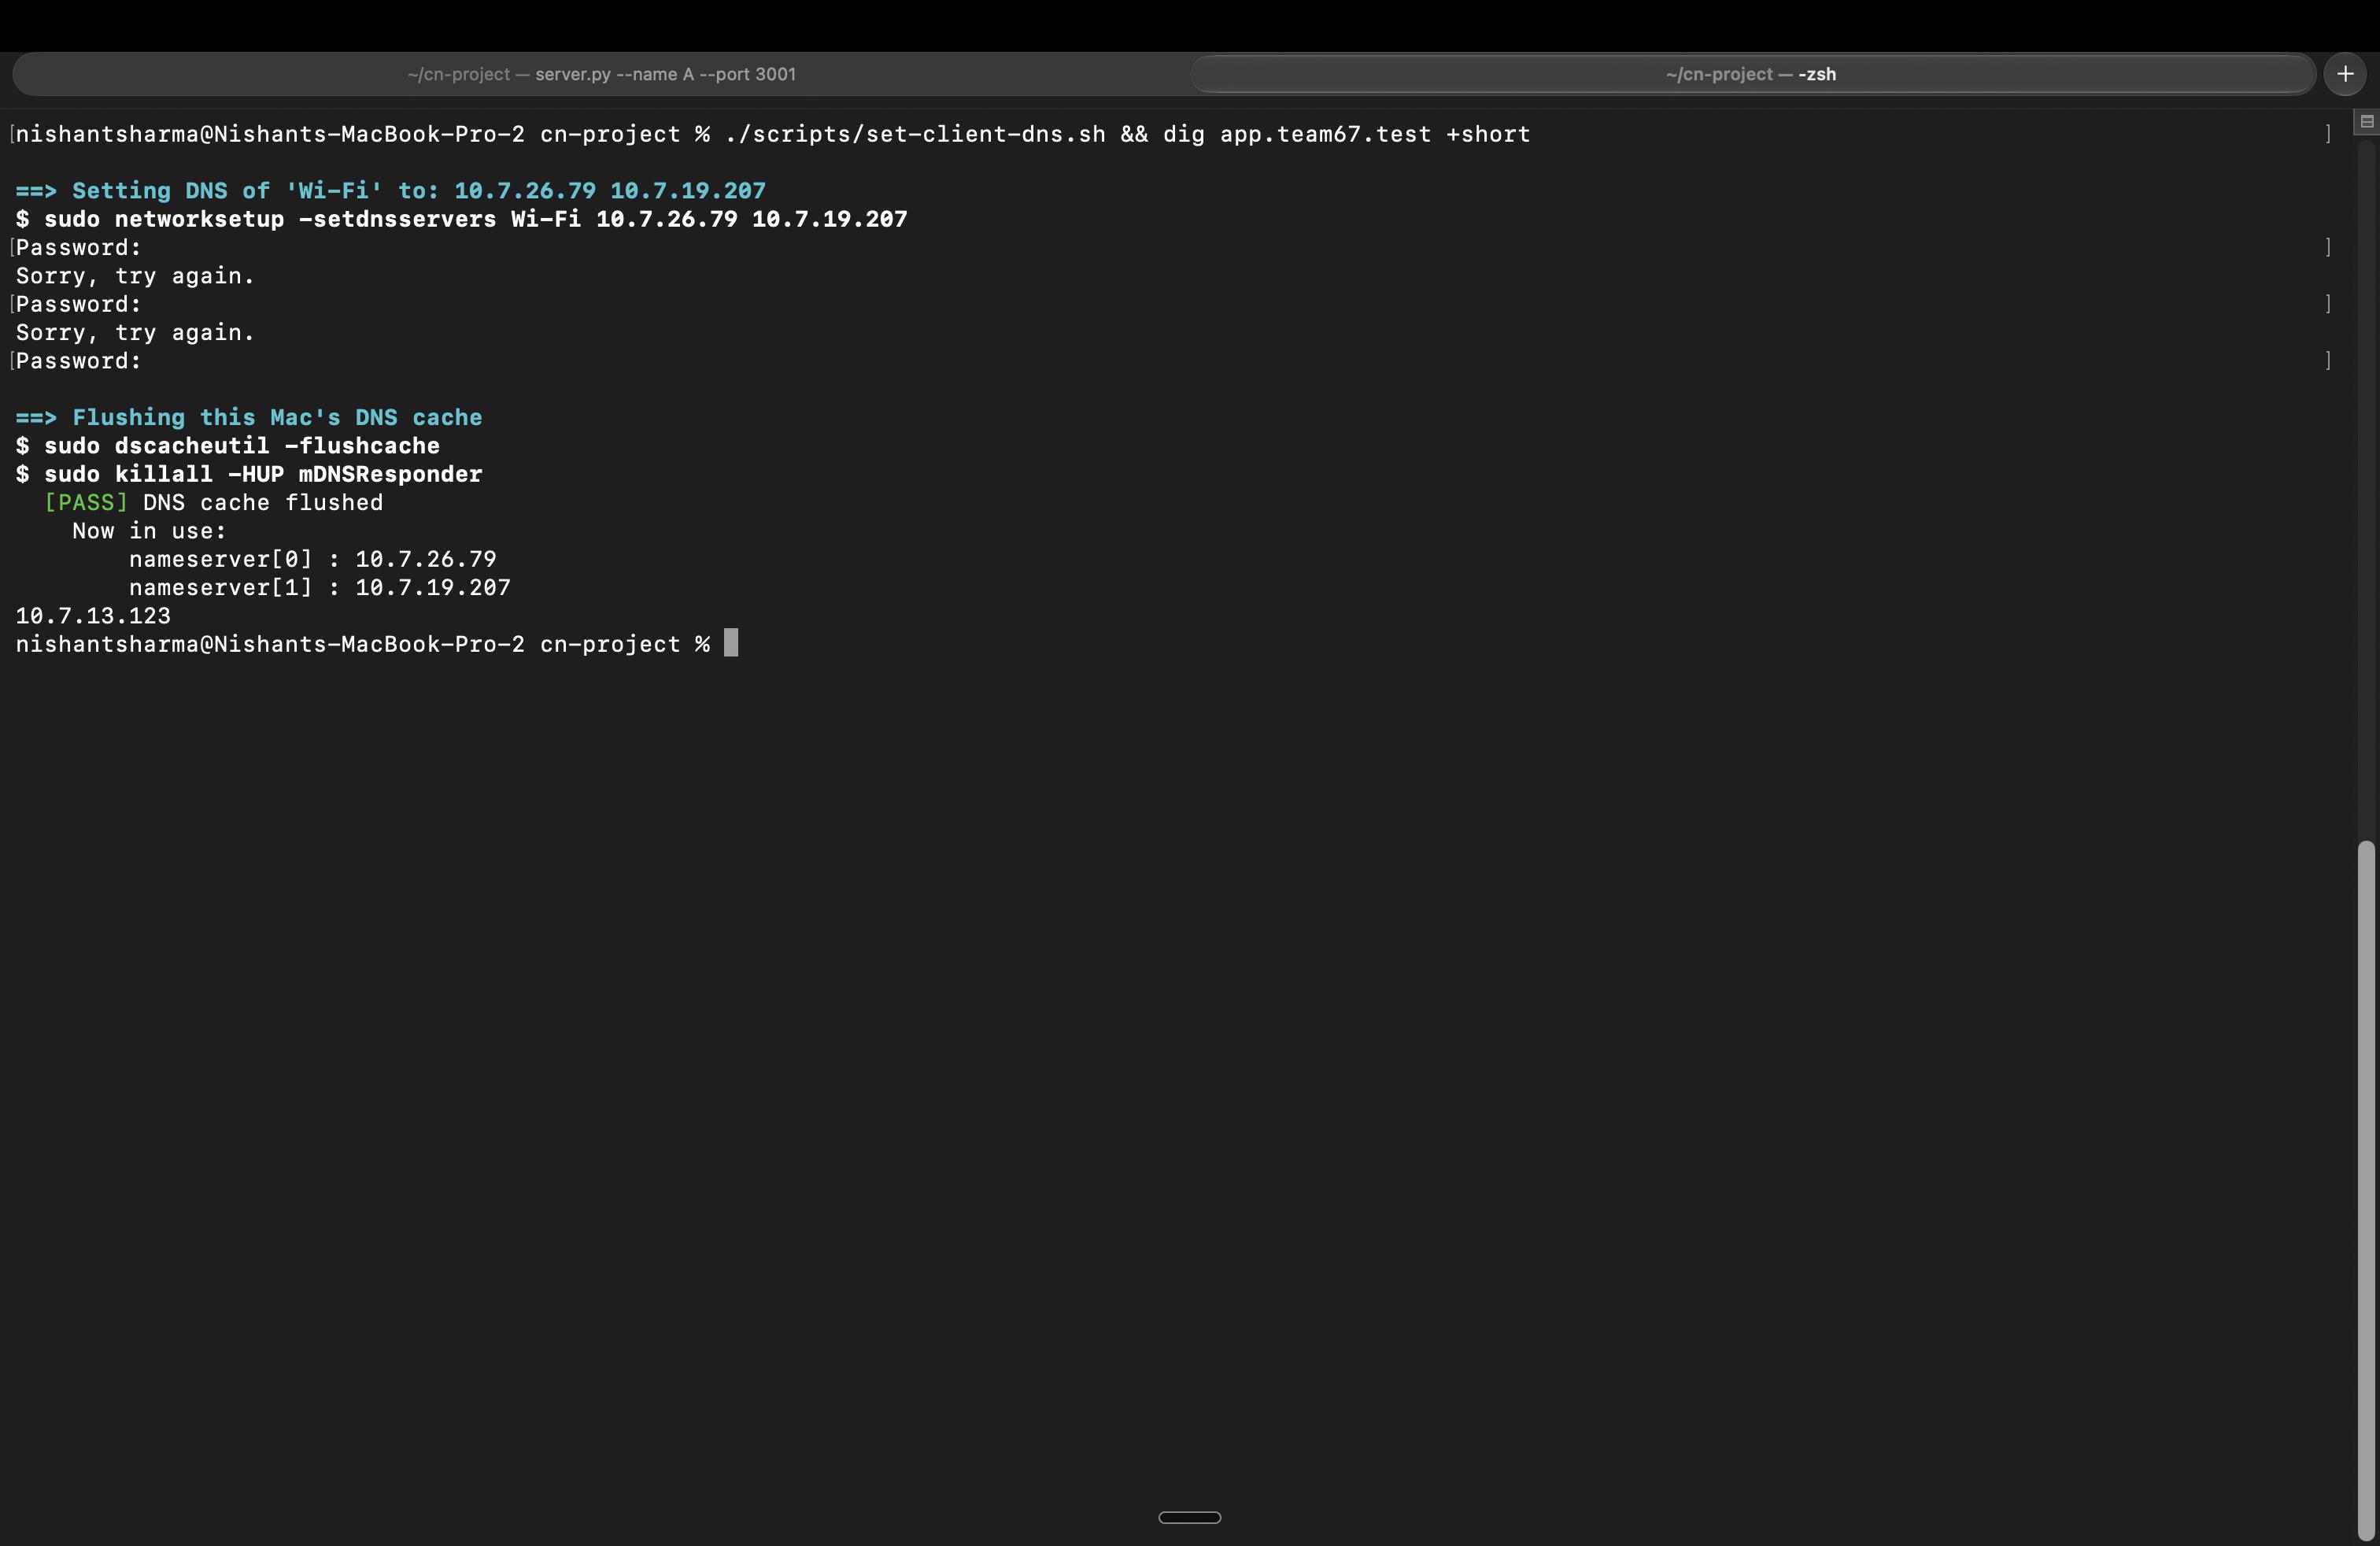 ~/cn-project — server.py --name A --port 3001
~/cn-project — -zsh
+
[nishantsharma@Nishants-MacBook-Pro-2 cn-project % ./scripts/set-client-dns.sh && dig app.team67.test +short ]
==> Setting DNS of 'Wi-Fi' to: 10.7.26.79 10.7.19.207
$ sudo networksetup -setdnsservers Wi-Fi 10.7.26.79 10.7.19.207
[Password: ]
Sorry, try again.
[Password: ]
Sorry, try again.
[Password: ]
==> Flushing this Mac's DNS cache
$ sudo dscacheutil -flushcache
$ sudo killall -HUP mDNSResponder
[PASS] DNS cache flushed
Now in use:
nameserver[0] : 10.7.26.79
nameserver[1] : 10.7.19.207
10.7.13.123
nishantsharma@Nishants-MacBook-Pro-2 cn-project %